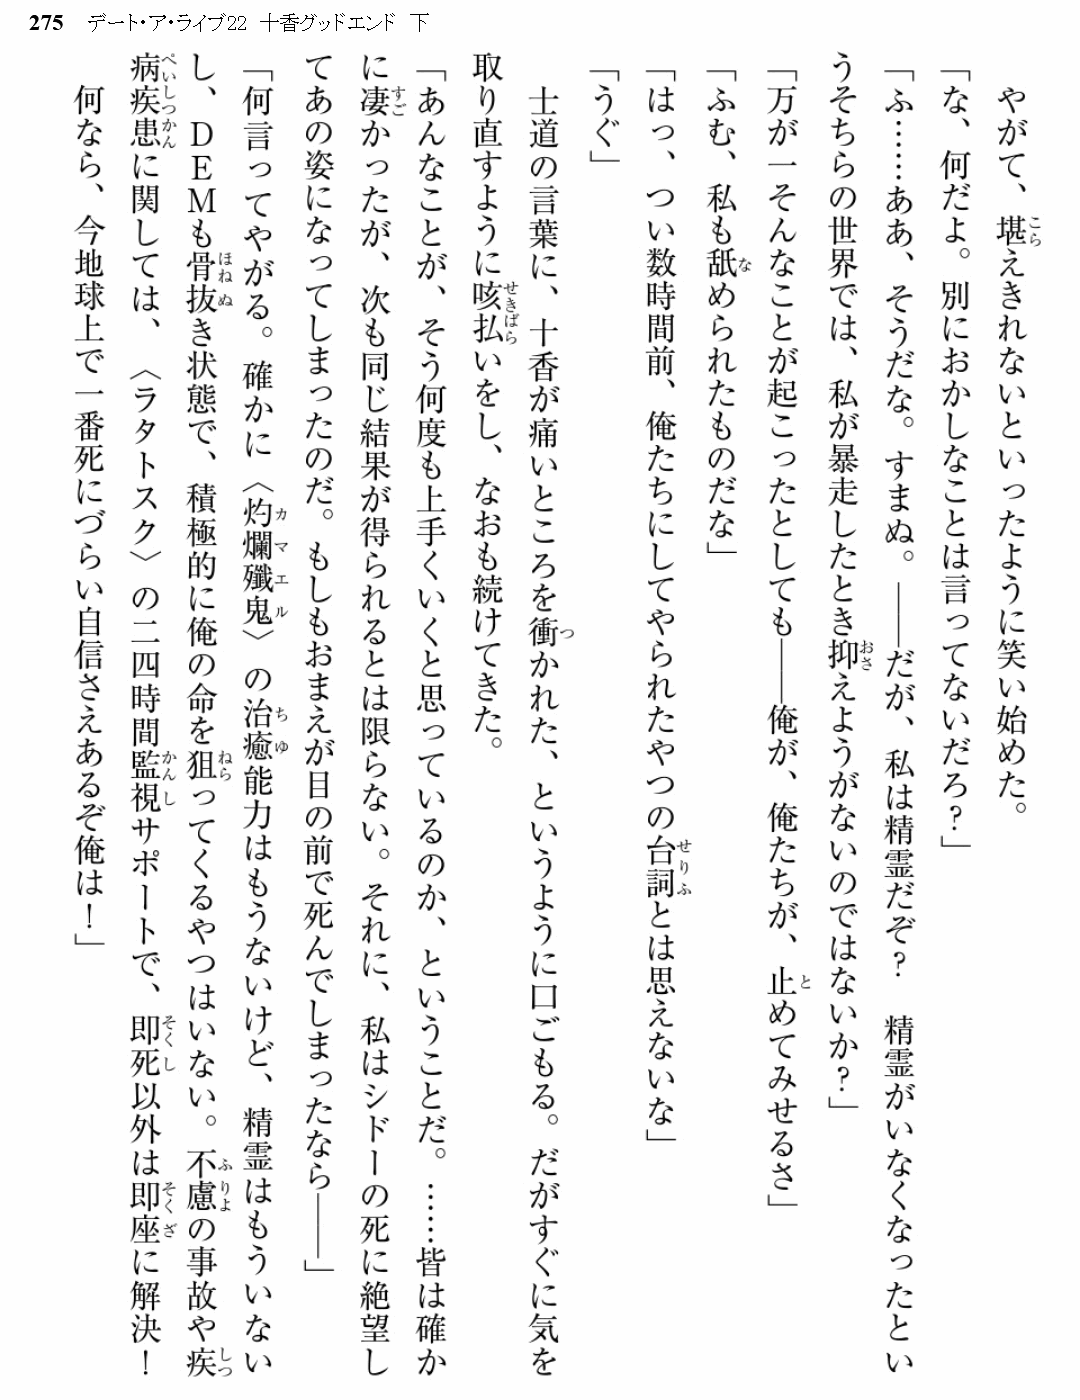 275 デート・ア・ライブ22 十香グッドエンド 下
やがて、堪えきれないといったように笑い始めた。
「な、何だよ。別におかしなことは言ってないだろ?」
「ふ……ああ、そうだな。すまぬ。――だが、私は精霊だぞ? 精霊がいなくなったとい
うそちらの世界では、私が暴走したとき抑えようがないのではないか?」
「万が一そんなことが起こったとしても――俺が、俺たちが、止めてみせるさ」
「ふむ、私も舐められたものだな」
「はっ、つい数時間前、俺たちにしてやられたやつの台詞とは思えないな」
「うぐ」
士道の言葉に、十香が痛いところを衝かれた、というように口ごもる。だがすぐに気を
取り直すように咳払いをし、なおも続けてきた。
「あんなことが、そう何度も上手くいくと思っているのか、ということだ。……皆は確か
に凄かったが、次も同じ結果が得られるとは限らない。それに、私はシドーの死に絶望し
てあの姿になってしまったのだ。もしもおまえが目の前で死んでしまったなら――」
「何言ってやがる。確かに〈灼爛殲鬼〉の治癒能力はもうないけど、精霊はもういない
し、DEMも骨抜き状態で、積極的に俺の命を狙ってくるやつはいない。不慮の事故や疾
病疾患に関しては、〈ラタトスク〉の二四時間監視サポートで、即死以外は即座に解決!
何なら、今地球上で一番死にづらい自信さえあるぞ俺は!」